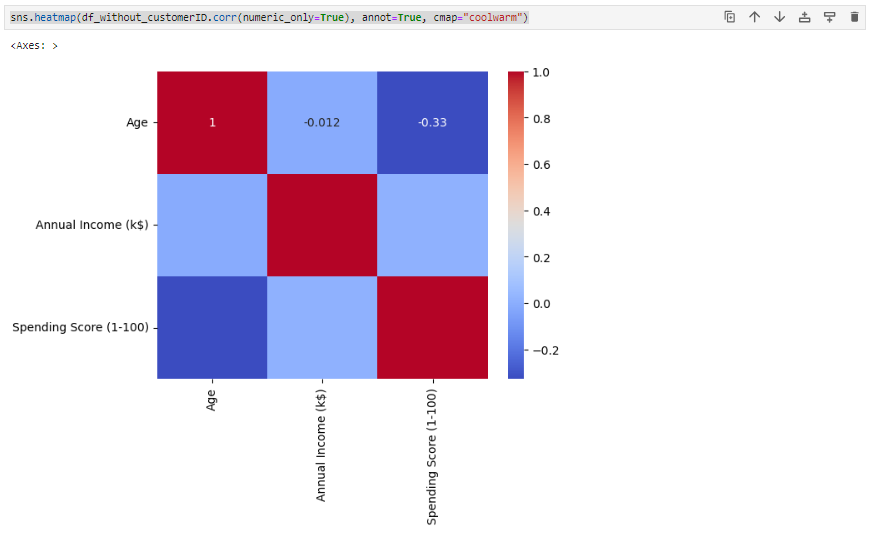 sns.heatmap(df_without_customerID.corr(numeric_only=True), annot=True, cmap="coolwarm")
<Axes: >
1.0
Age
1
-0.012
-0.33
0.8
0.6
Annual Income (k$)
0.4
0.2
0.0
Spending Score (1-100)
−0.2
Age
Annual Income (k$)
Spending Score (1-100)